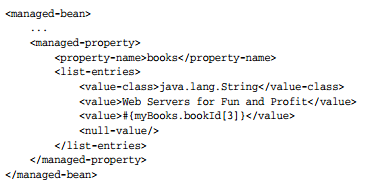 <managed-bean>
    ...
    <managed-property>
        <property-name>books</property-name>
        <list-entries>
            <value-class>java.lang.String</value-class>
            <value>Web Servers for Fun and Profit</value>
            <value>#{myBooks.bookId[3]}</value>
            <null-value/>
        </list-entries>
    </managed-property>
</managed-bean>